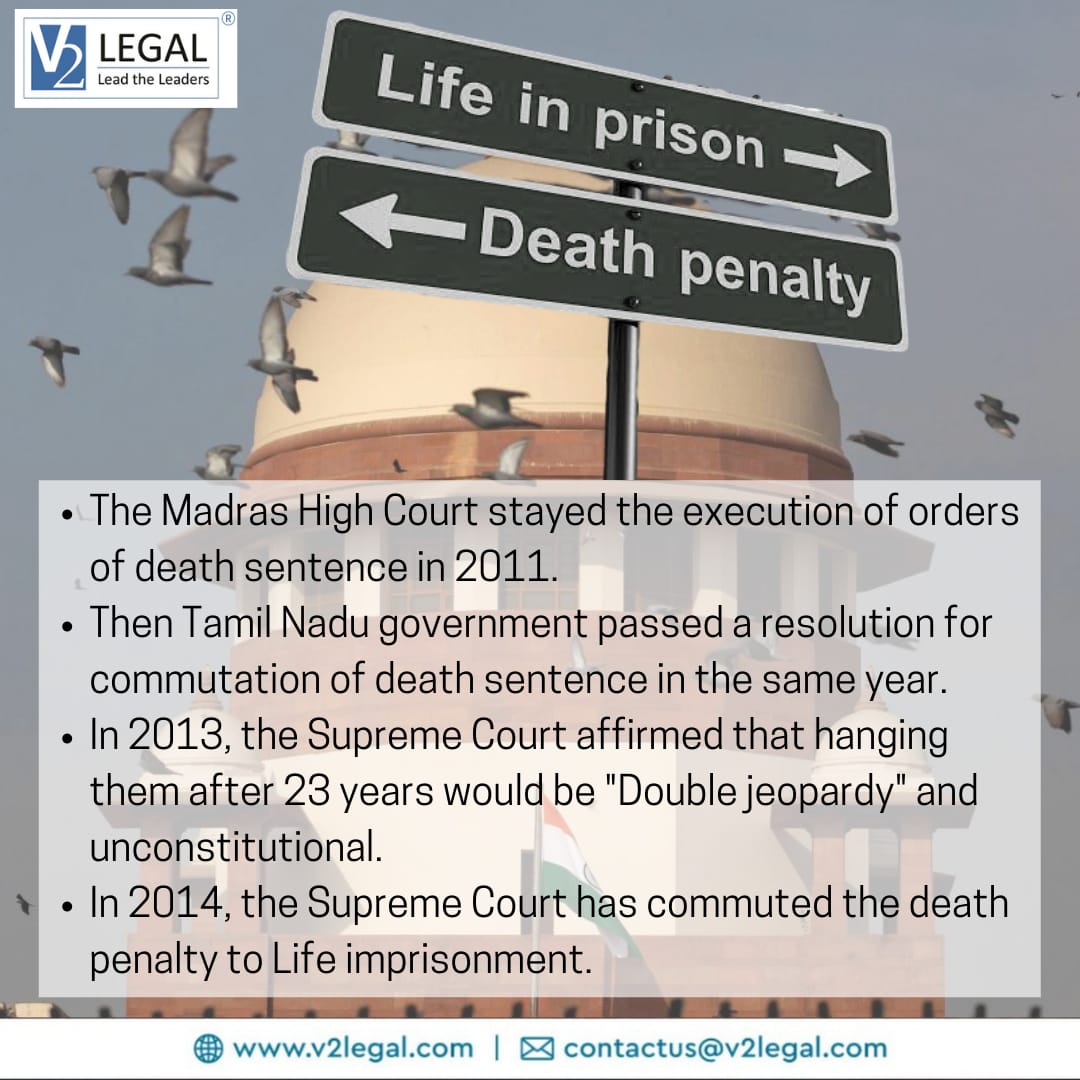 V2 LEGAL ®
Lead the Leaders
Life in prison →
← Death penalty
• The Madras High Court stayed the execution of orders
of death sentence in 2011.
• Then Tamil Nadu government passed a resolution for
commutation of death sentence in the same year.
• In 2013, the Supreme Court affirmed that hanging
them after 23 years would be "Double jeopardy" and
unconstitutional.
• In 2014, the Supreme Court has commuted the death
penalty to Life imprisonment.
www.v2legal.com | contactus@v2legal.com